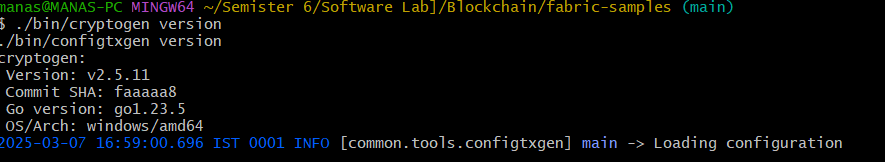 manas@MANAS-PC MINGW64 ~/Semister 6/Software Lab]/Blockchain/fabric-samples (main)
$ ./bin/cryptogen version
./bin/configtxgen version
cryptogen:
 Version: v2.5.11
 Commit SHA: faaaaa8
 Go version: go1.23.5
 OS/Arch: windows/amd64
2025-03-07 16:59:00.696 IST 0001 INFO [common.tools.configtxgen] main -> Loading configuration